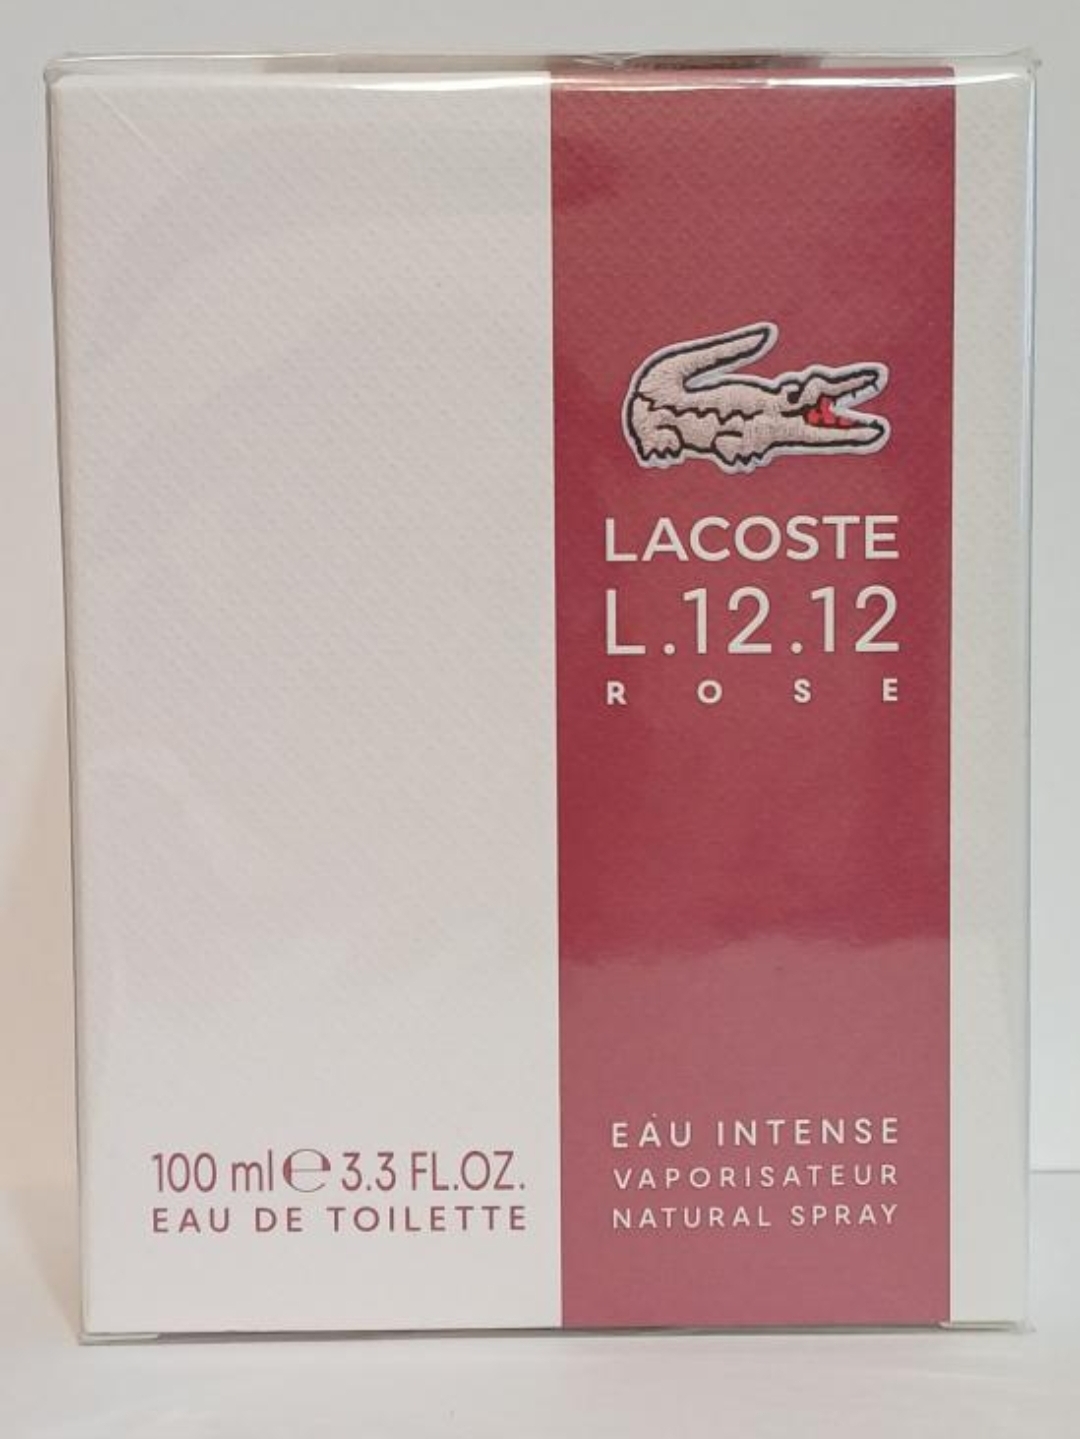 LACOSTE
L.12.12
ROSE
EAU INTENSE
VAPORISATEUR
NATURAL SPRAY
100 ml ℮ 3.3 FL.OZ.
EAU DE TOILETTE